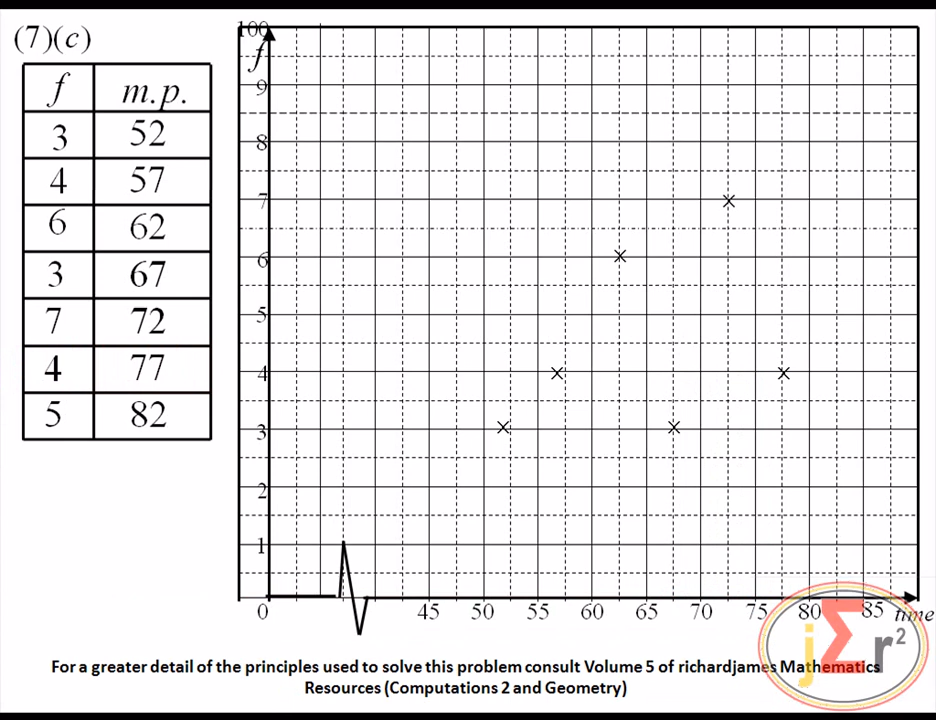 (7)(c)
f m.p.
3 52
4 57
6 62
3 67
7 72
4 77
5 82
100
f
9
8
7
6
5
4
3
2
1
0 45 50 55 60 65 70 75 80 85 time
jΣr²
For a greater detail of the principles used to solve this problem consult Volume 5 of richardjames Mathematics
Resources (Computations 2 and Geometry)